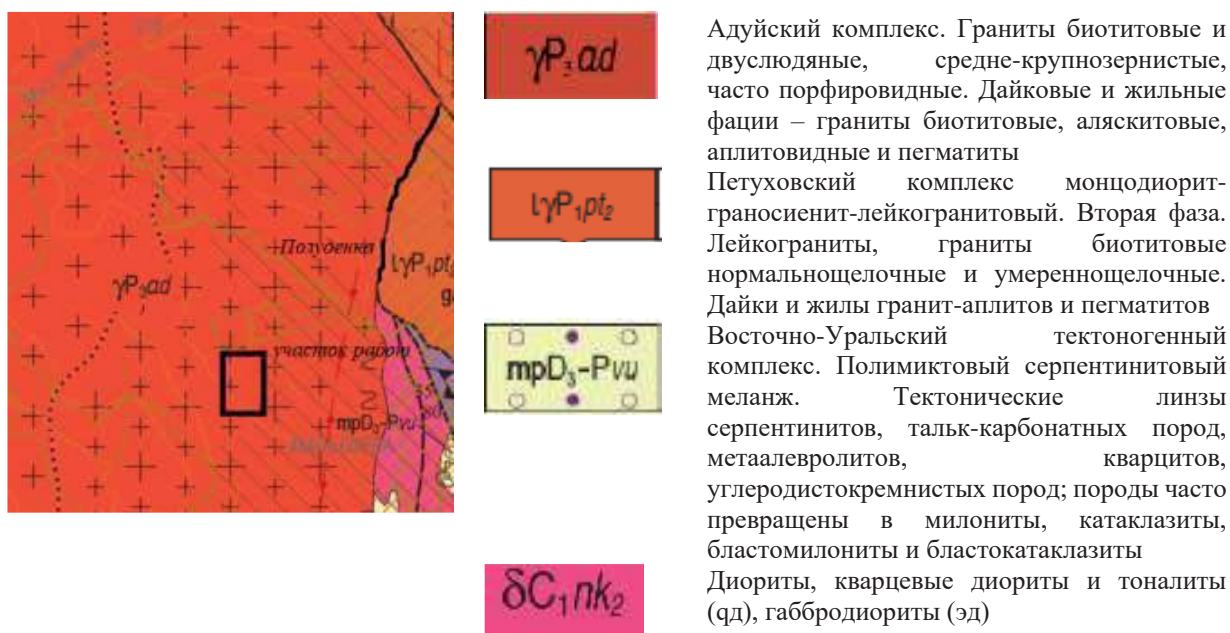 Полуденка
lγP₁pt₂
γP₃ad
участок работ
mpD₃-Pvu
γP₃ad
lγP₁pt₂
mpD₃-Pvu
δC₁nk₂
Адуйский комплекс. Граниты биотитовые и
двуслюдяные, средне-крупнозернистые,
часто порфировидные. Дайковые и жильные
фации – граниты биотитовые, аляскитовые,
аплитовидные и пегматиты
Петуховский комплекс монцодиорит-
граносиенит-лейкогранитовый. Вторая фаза.
Лейкограниты, граниты биотитовые
нормальнощелочные и умереннощелочные.
Дайки и жилы гранит-аплитов и пегматитов
Восточно-Уральский тектоногенный
комплекс. Полимиктовый серпентинитовый
меланж. Тектонические линзы
серпентинитов, тальк-карбонатных пород,
метаалевролитов, кварцитов,
углеродистокремнистых пород; породы часто
превращены в милониты, катаклазиты,
бластомилониты и бластокатаклазиты
Диориты, кварцевые диориты и тоналиты
(qд), габбродиориты (эд)